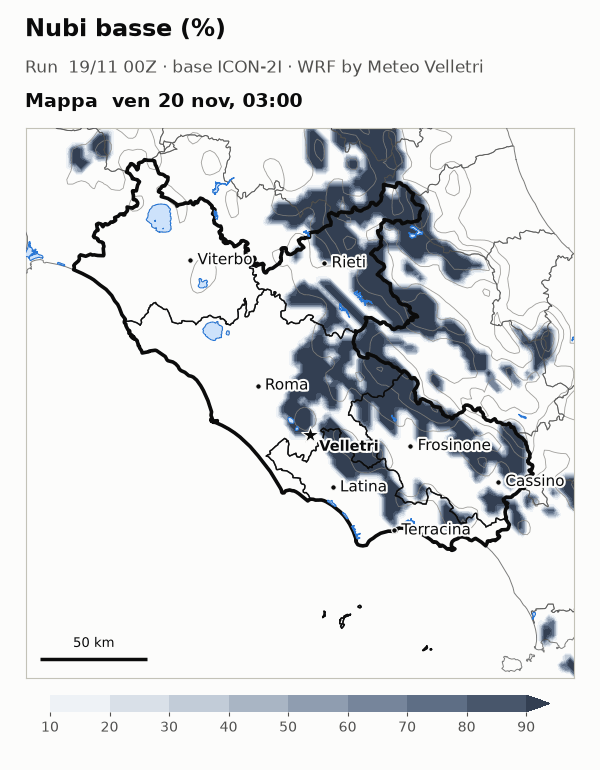 Nubi basse (%)
Run  19/11 00Z · base ICON-2I · WRF by Meteo Velletri
Mappa  ven 20 nov, 03:00
Viterbo
Rieti
Roma
Velletri
Frosinone
Latina
Cassino
Terracina
50 km
10 20 30 40 50 60 70 80 90